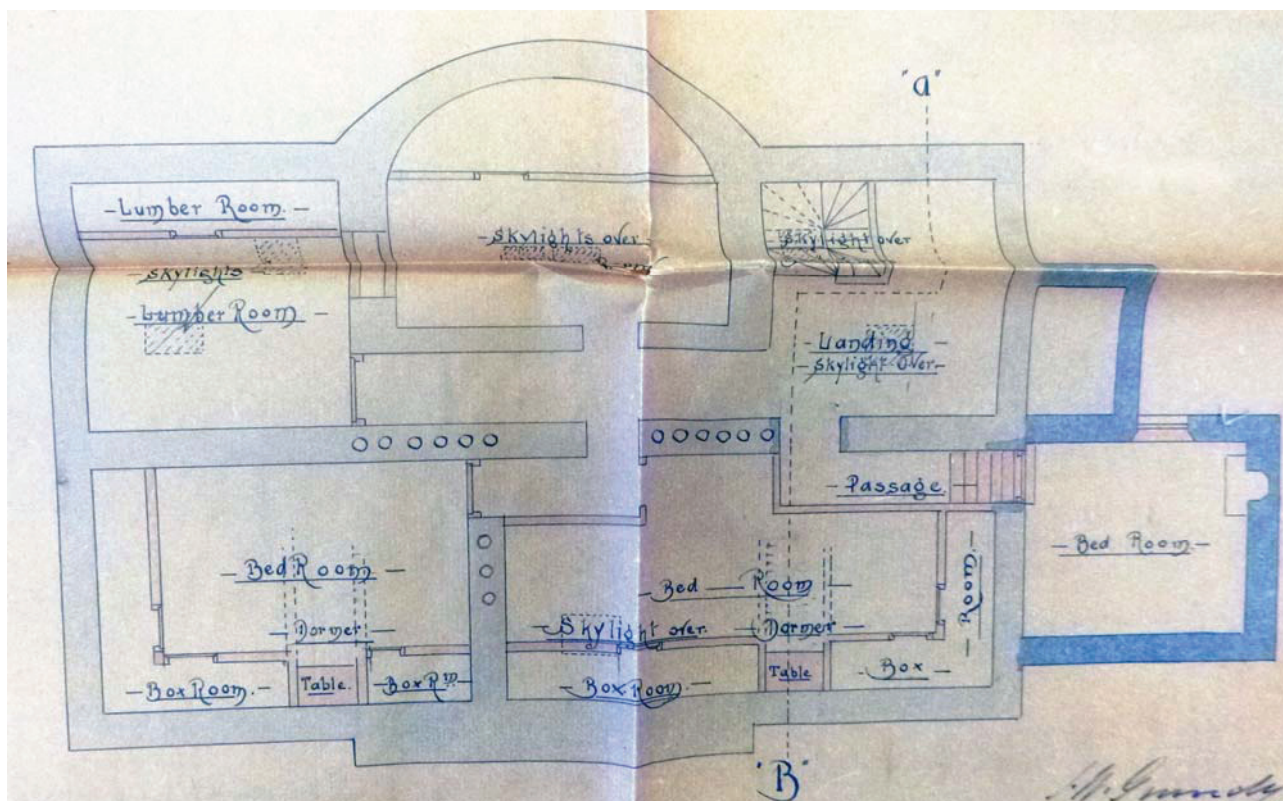 "a"
Lumber Room.
Skylights over
Skylight over
Skylights
Lumber Room
Landing
Skylight over
Passage
Bed Room
Bed Room
Bed Room
Dormer
Skylight over.
Dormer
Box Room
Box Room.
Table.
Box Rm
Box Room.
Table
"B"